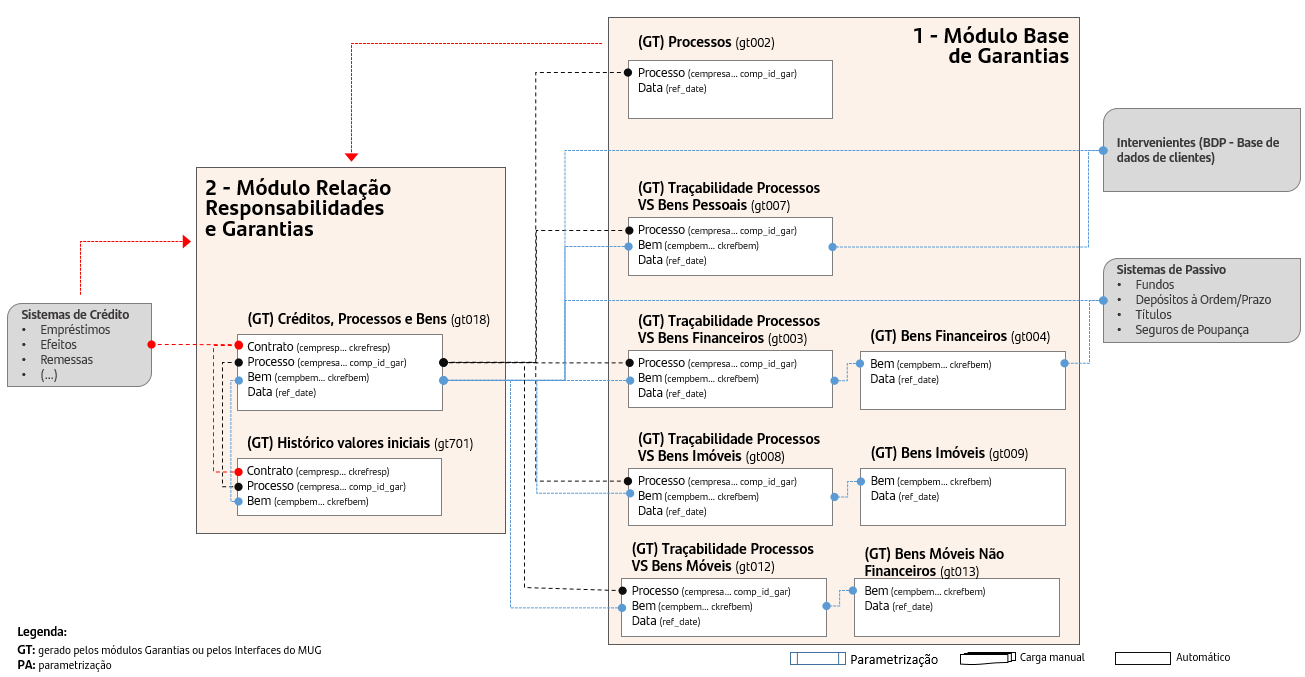 1 - Módulo Base
de Garantias
(GT) Processos (gt002)
Processo (cempresa... comp_id_gar)
Data (ref_date)
Intervenientes (BDP - Base de
dados de clientes)
(GT) Traçabilidade Processos
VS Bens Pessoais (gt007)
Processo (cempresa... comp_id_gar)
Bem (cempbem... ckrefbem)
Data (ref_date)
2 - Módulo Relação
Responsabilidades
e Garantias
Sistemas de Passivo
• Fundos
• Depósitos à Ordem/Prazo
• Títulos
• Seguros de Poupança
Sistemas de Crédito
• Empréstimos
• Efeitos
• Remessas
• (...)
(GT) Créditos, Processos e Bens (gt018)
Contrato (cempresp... ckrefresp)
Processo (cempresa... comp_id_gar)
Bem (cempbem... ckrefbem)
Data (ref_date)
(GT) Traçabilidade Processos
VS Bens Financeiros (gt003)
Processo (cempresa... comp_id_gar)
Bem (cempbem... ckrefbem)
Data (ref_date)
(GT) Bens Financeiros (gt004)
Bem (cempbem... ckrefbem)
Data (ref_date)
(GT) Histórico valores iniciais (gt701)
Contrato (cempresp... ckrefresp)
Processo (cempresa... comp_id_gar)
Bem (cempbem... ckrefbem)
(GT) Traçabilidade Processos
VS Bens Imóveis (gt008)
Processo (cempresa... comp_id_gar)
Bem (cempbem... ckrefbem)
Data (ref_date)
(GT) Bens Imóveis (gt009)
Bem (cempbem... ckrefbem)
Data (ref_date)
(GT) Traçabilidade Processos
VS Bens Móveis (gt012)
Processo (cempresa... comp_id_gar)
Bem (cempbem... ckrefbem)
Data (ref_date)
(GT) Bens Móveis Não
Financeiros (gt013)
Bem (cempbem... ckrefbem)
Data (ref_date)
Legenda:
GT: gerado pelos módulos Garantias ou pelos Interfaces do MUG
PA: parametrização
Parametrização
Carga manual
Automático